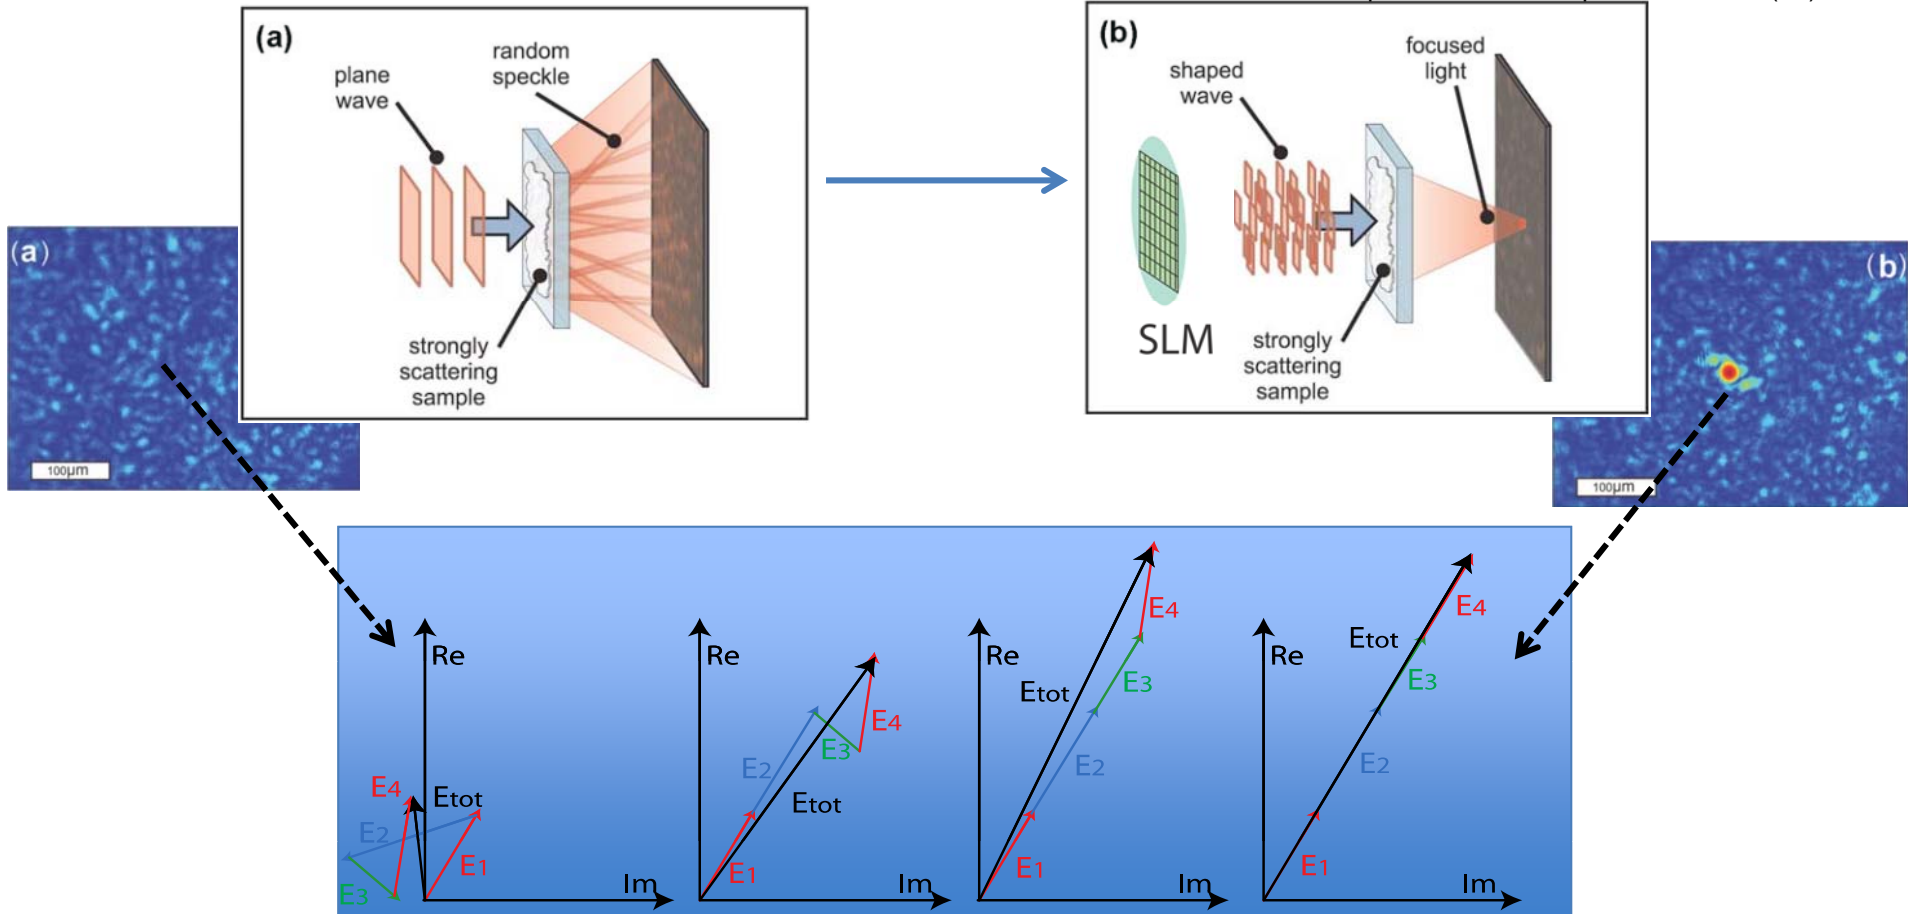 (a)
plane
wave
random
speckle
strongly
scattering
sample
(b)
shaped
wave
focused
light
SLM
strongly
scattering
sample
(a)
100µm
(b)
100µm
Re
E4
Etot
E2
E1
E3
Im
Re
E2
E3
E4
Etot
E1
Im
Re
E4
E3
Etot
E2
E1
Im
Re
E4
Etot
E3
E2
E1
Im